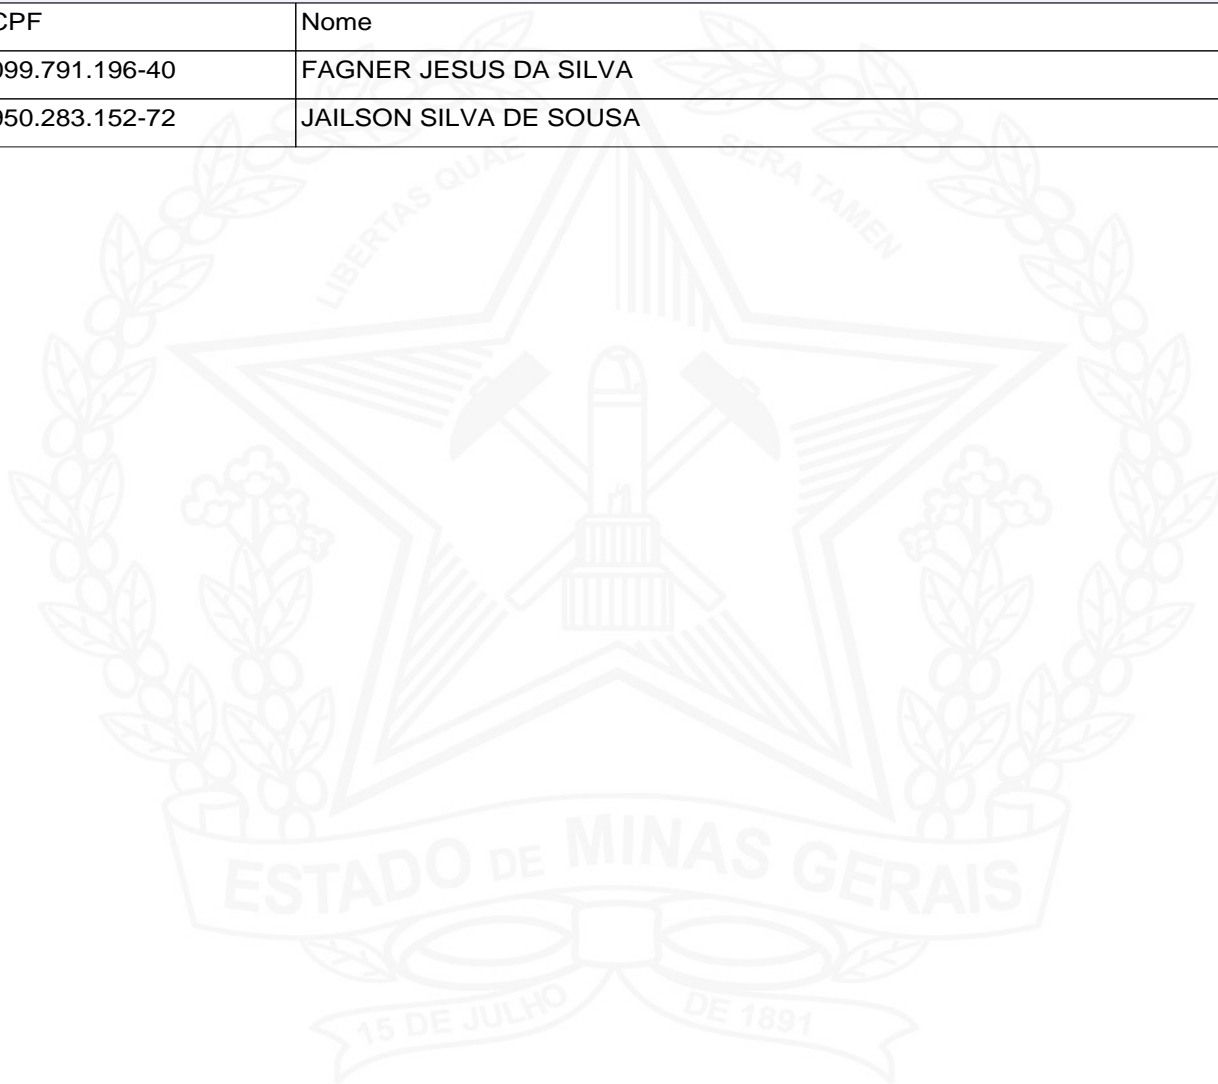 CPF Nome
099.791.196-40 FAGNER JESUS DA SILVA
950.283.152-72 JAILSON SILVA DE SOUSA
LIBERTAS QUAE SERA TAMEN
ESTADO DE MINAS GERAIS
15 DE JULHO DE 1891